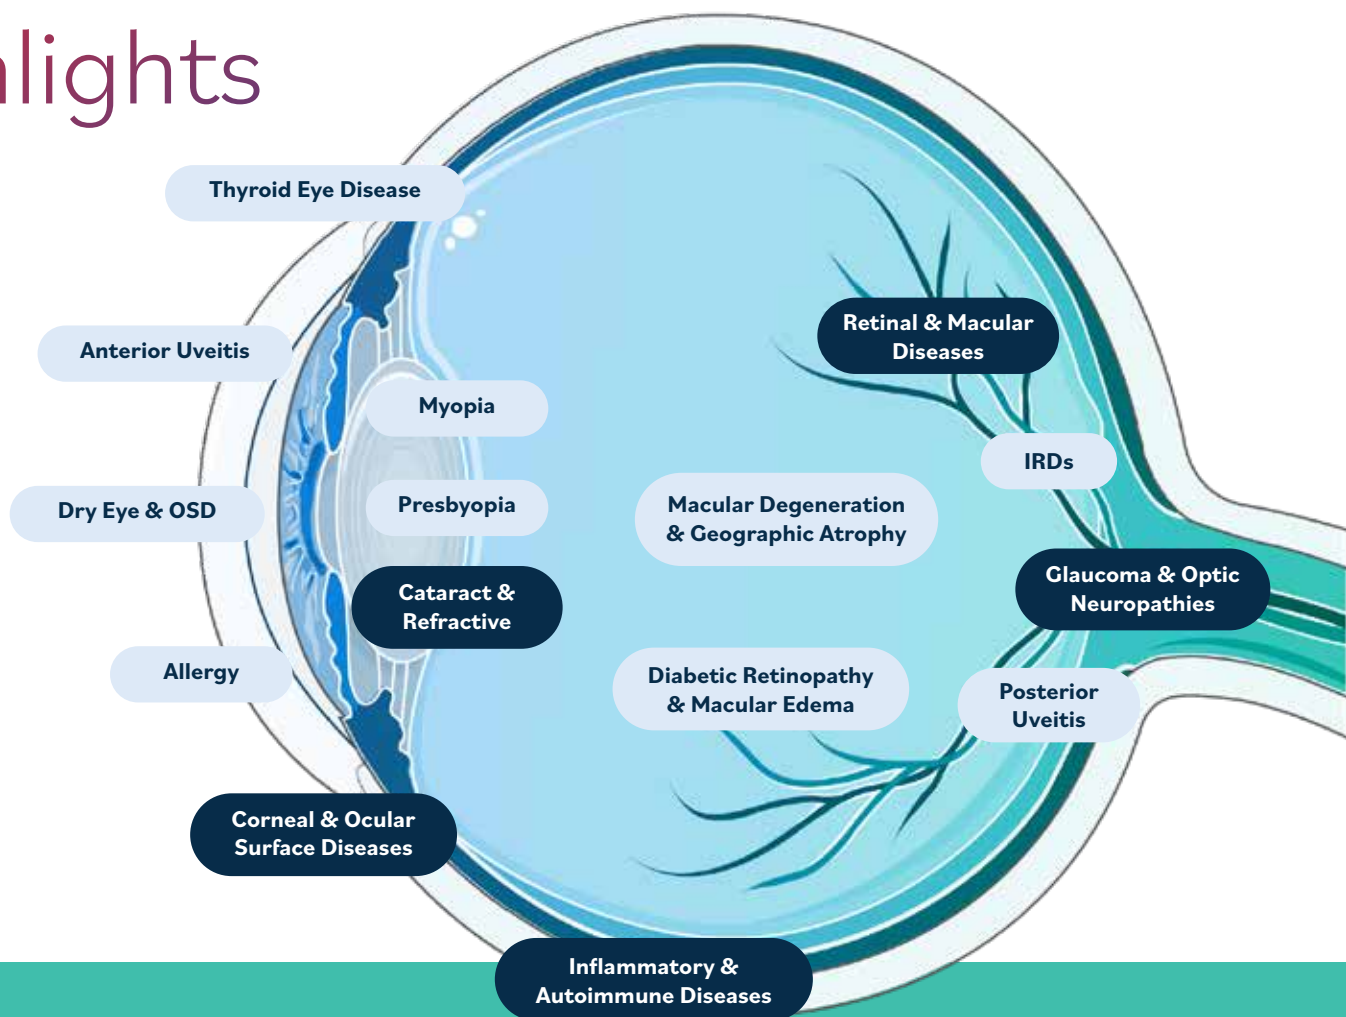 hlights
Thyroid Eye Disease
Anterior Uveitis
Myopia
Dry Eye & OSD
Presbyopia
Cataract &
Refractive
Allergy
Corneal & Ocular
Surface Diseases
Retinal & Macular
Diseases
IRDs
Macular Degeneration
& Geographic Atrophy
Glaucoma & Optic
Neuropathies
Diabetic Retinopathy
& Macular Edema
Posterior
Uveitis
Inflammatory &
Autoimmune Diseases